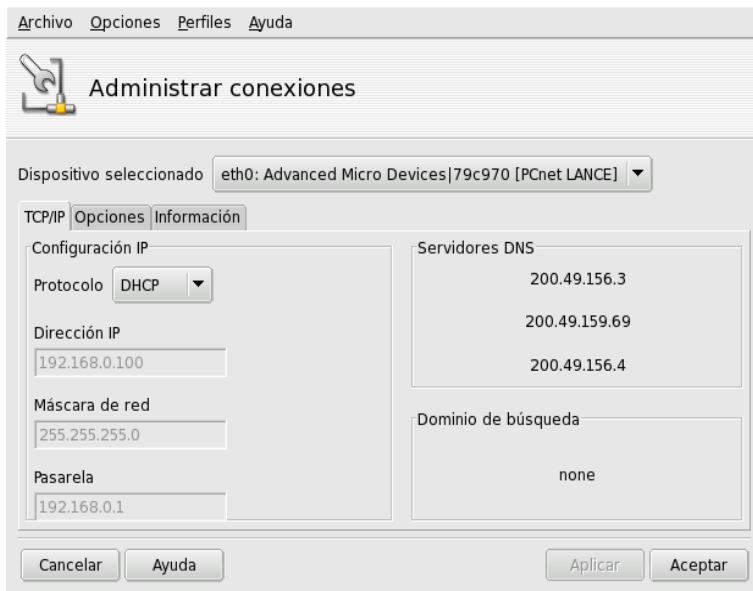 Archivo Opciones Perfiles Ayuda
Administrar conexiones
Dispositivo seleccionado eth0: Advanced Micro Devices|79c970 [PCnet LANCE]
TCP/IP Opciones Información
Configuración IP
Protocolo DHCP
Dirección IP
192.168.0.100
Máscara de red
255.255.255.0
Pasarela
192.168.0.1
Servidores DNS
200.49.156.3
200.49.159.69
200.49.156.4
Dominio de búsqueda
none
Cancelar Ayuda Aplicar Aceptar